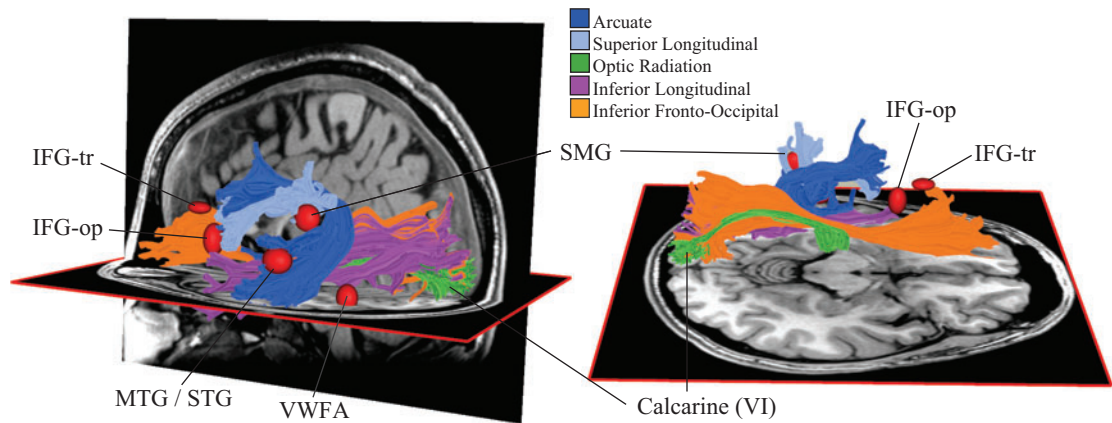 Arcuate
Superior Longitudinal
Optic Radiation
Inferior Longitudinal
Inferior Fronto-Occipital
IFG-tr
IFG-op
SMG
IFG-op
IFG-tr
MTG / STG
VWFA
Calcarine (VI)